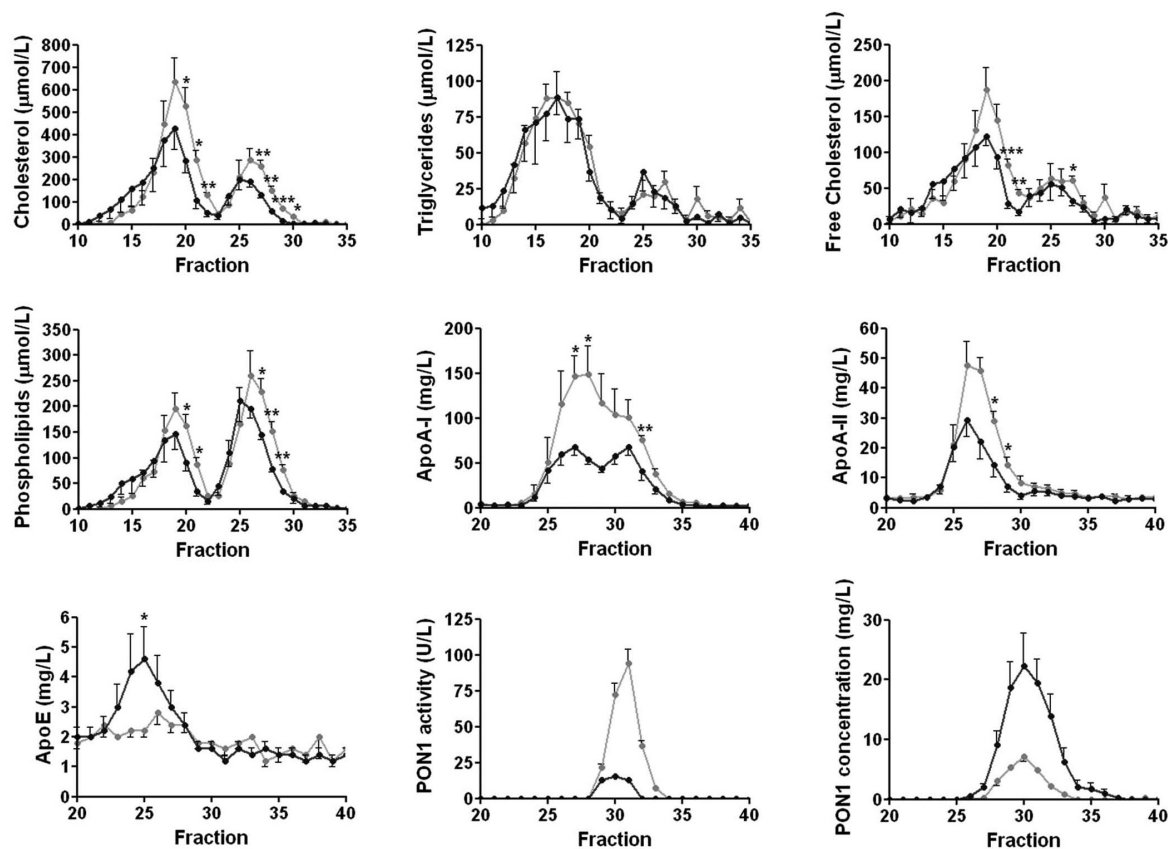 Cholesterol (µmol/L)
800
700
600
500
400
300
200
100
0
*
*
**
**
**
***
*
10 15 20 25 30 35
Fraction
Triglycerides (µmol/L)
125
100
75
50
25
0
10 15 20 25 30 35
Fraction
Free Cholesterol (µmol/L)
250
200
150
100
50
0
***
**
*
10 15 20 25 30 35
Fraction
Phospholipids (µmol/L)
350
300
250
200
150
100
50
0
*
*
*
**
**
10 15 20 25 30 35
Fraction
ApoA-I (mg/L)
200
150
100
50
0
*
*
**
20 25 30 35 40
Fraction
ApoA-II (mg/L)
60
50
40
30
20
10
0
*
*
20 25 30 35 40
Fraction
ApoE (mg/L)
6
5
4
3
2
1
0
*
20 25 30 35 40
Fraction
PON1 activity (U/L)
125
100
75
50
25
0
20 25 30 35 40
Fraction
PON1 concentration (mg/L)
30
20
10
0
20 25 30 35 40
Fraction